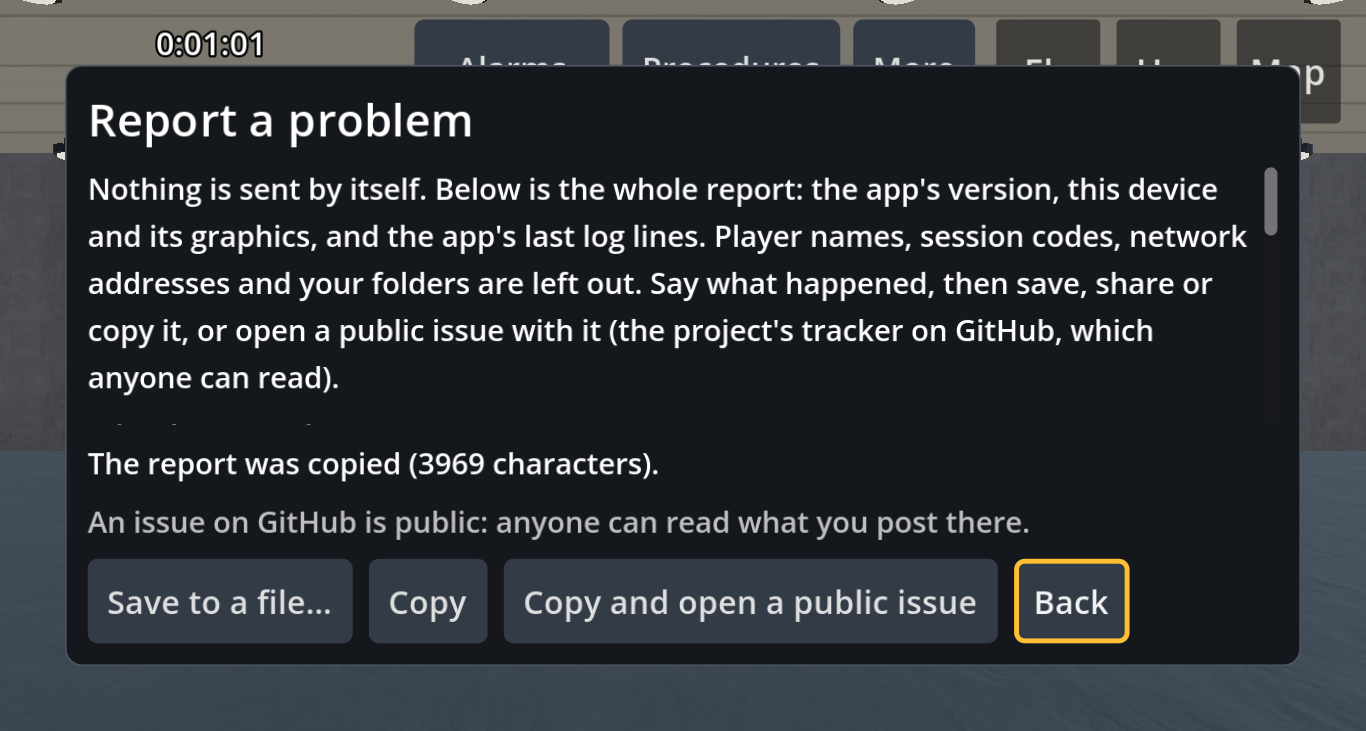 0:01:01
Alarms
Procedures
More
Map
Report a problem
Nothing is sent by itself. Below is the whole report: the app's version, this device
and its graphics, and the app's last log lines. Player names, session codes, network
addresses and your folders are left out. Say what happened, then save, share or
copy it, or open a public issue with it (the project's tracker on GitHub, which
anyone can read).
The report was copied (3969 characters).
An issue on GitHub is public: anyone can read what you post there.
Save to a file...
Copy
Copy and open a public issue
Back